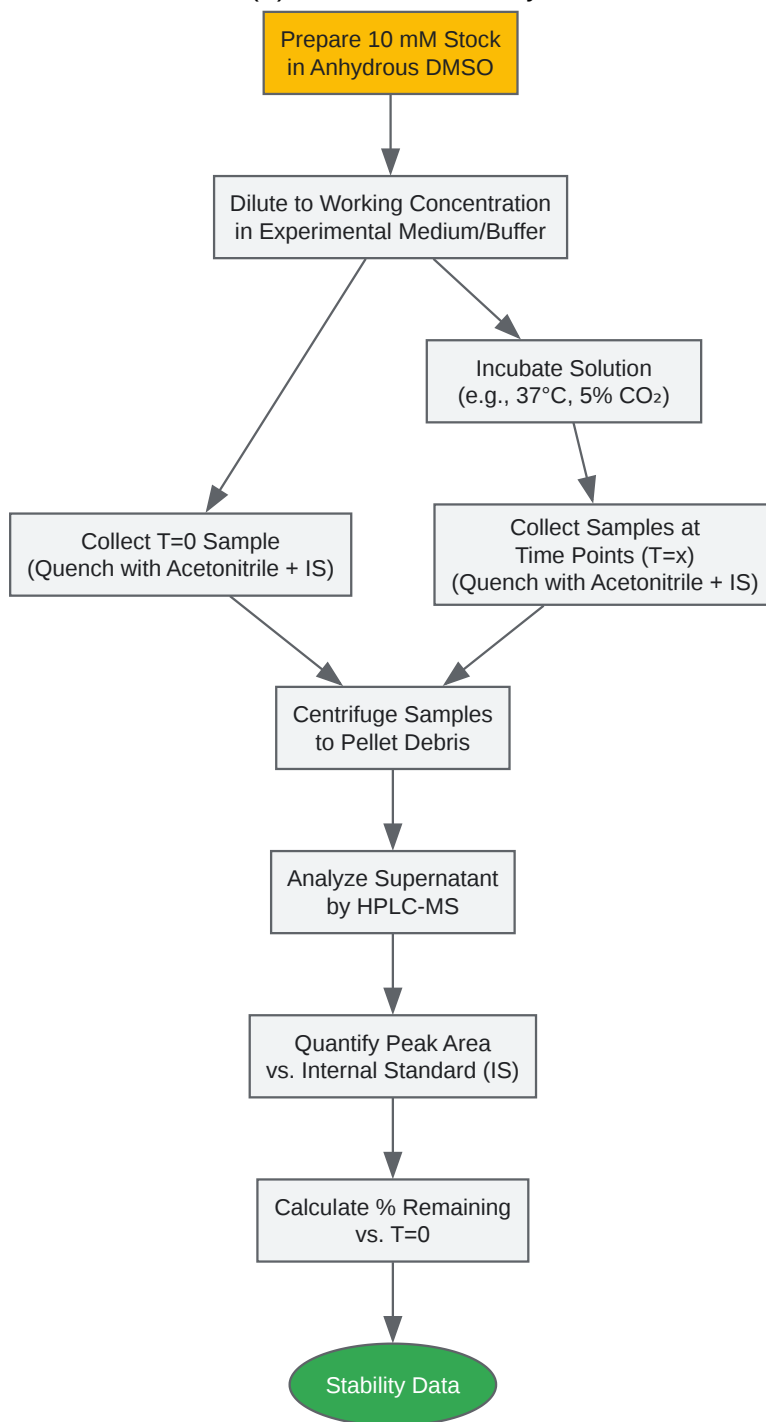 Prepare 10 mM Stock
in Anhydrous DMSO
Dilute to Working Concentration
in Experimental Medium/Buffer
Incubate Solution
(e.g., 37°C, 5% CO₂)
Collect T=0 Sample
(Quench with Acetonitrile + IS)
Collect Samples at
Time Points (T=x)
(Quench with Acetonitrile + IS)
Centrifuge Samples
to Pellet Debris
Analyze Supernatant
by HPLC-MS
Quantify Peak Area
vs. Internal Standard (IS)
Calculate % Remaining
vs. T=0
Stability Data